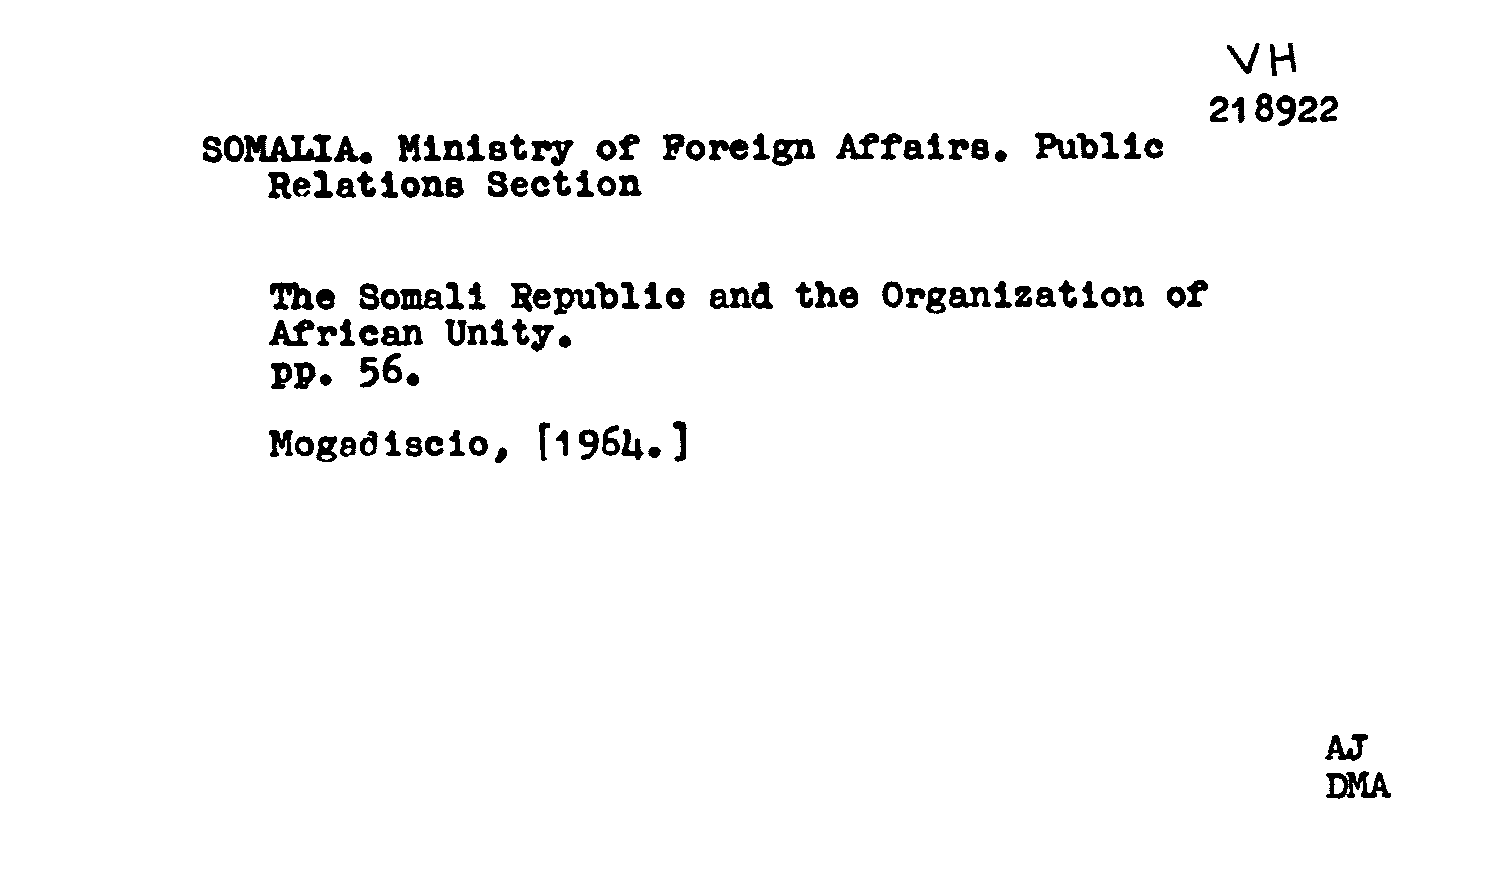 VH
218922
SOMALIA. Ministry of Foreign Affairs. Public
Relations Section
The Somali Republic and the Organization of
African Unity.
pp. 56.
Mogadiscio, [1964.]
AJ
DMA